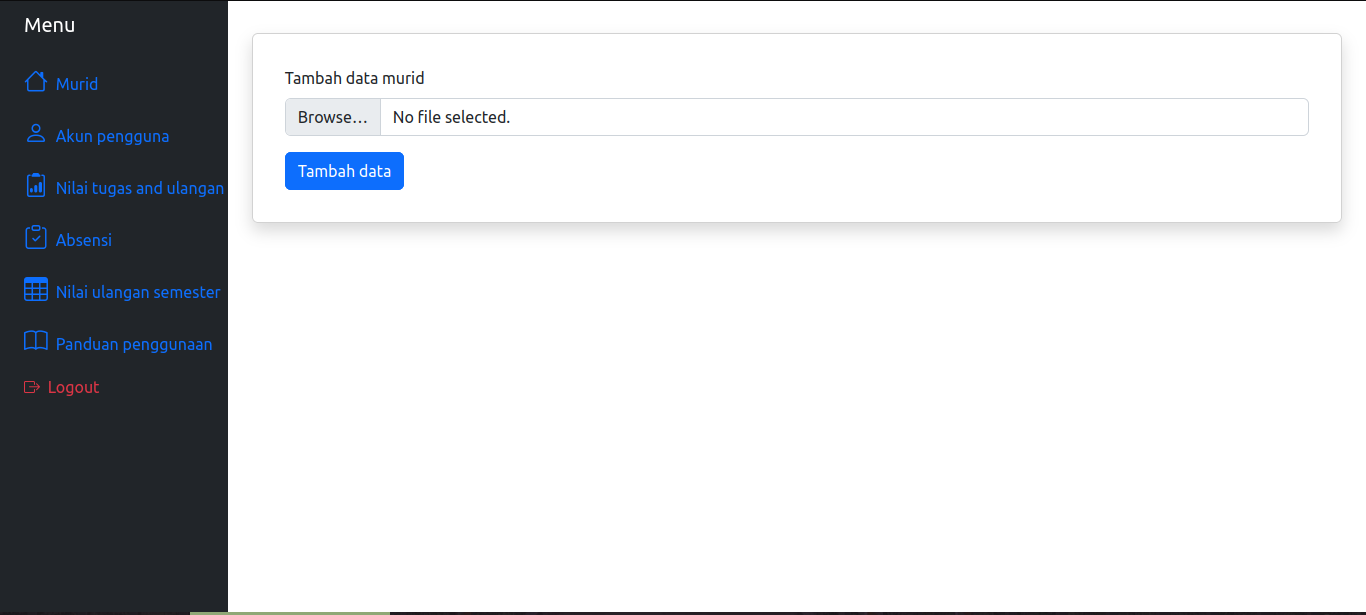 Menu
Murid
Akun pengguna
Nilai tugas and ulangan
Absensi
Nilai ulangan semester
Panduan penggunaan
Logout
Tambah data murid
Browse... No file selected.
Tambah data